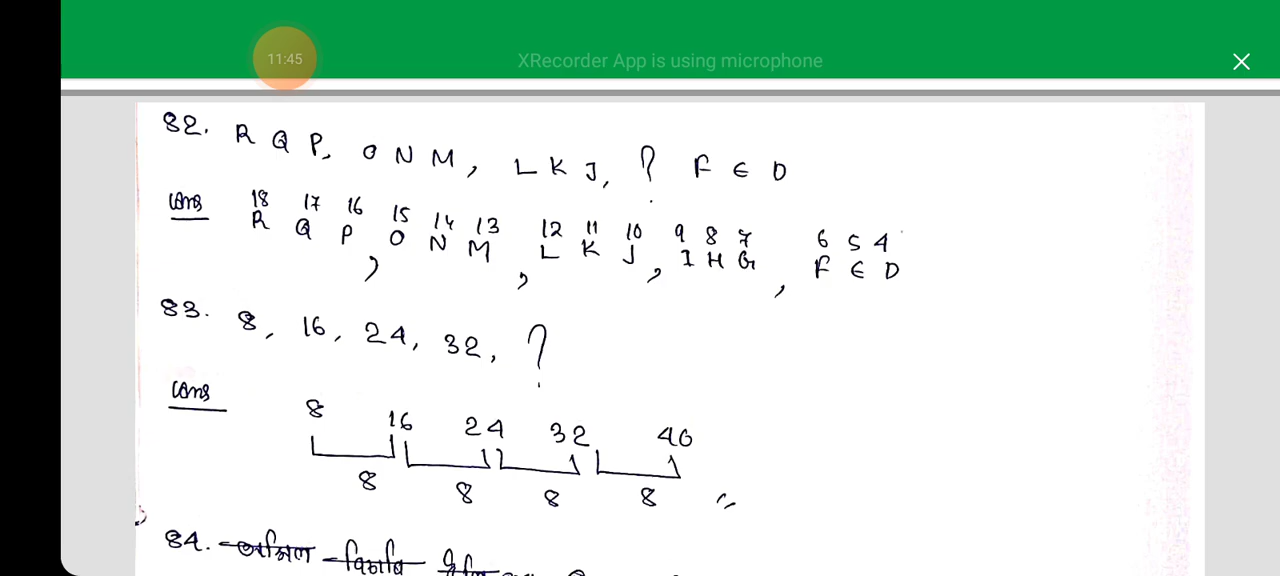 11:45
XRecorder App is using microphone
82. R Q P, O N M, L K J, ? F E D
Ans
18 17 16 15 14 13 12 11 10 9 8 7 6 5 4
R Q P, O N M, L K J, I H G, F E D
83. 8, 16, 24, 32, ?
Ans
8 16 24 32 40
8 8 8 8
84.